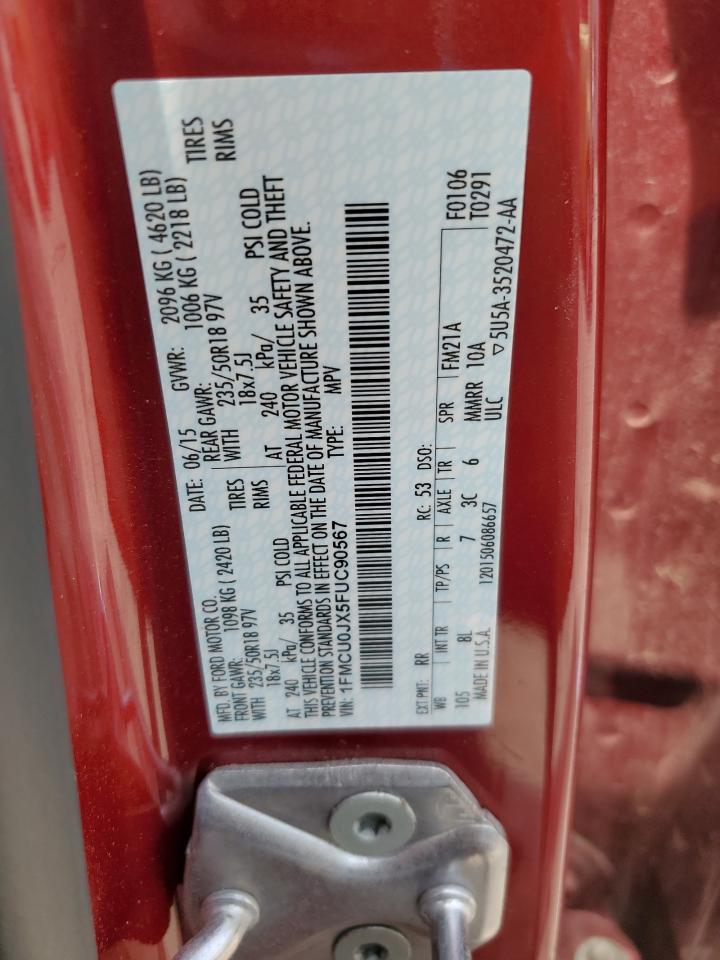 MFD. BY FORD MOTOR CO. DATE: 06/15 GVWR: 2096 KG ( 4620 LB)
FRONT GAWR: 1098 KG ( 2420 LB) REAR GAWR: 1006 KG ( 2218 LB)
WITH 235/50R18 97V TIRES WITH 235/50R18 97V TIRES
18x7.5J RIMS 18x7.5J RIMS
AT 240 kPa/ 35 PSI COLD AT 240 kPa/ 35 PSI COLD
THIS VEHICLE CONFORMS TO ALL APPLICABLE FEDERAL MOTOR VEHICLE SAFETY AND THEFT
PREVENTION STANDARDS IN EFFECT ON THE DATE OF MANUFACTURE SHOWN ABOVE.
VIN: 1FMCU0JX5FUC90567 TYPE: MPV
EXT PNT: RR RC: 53 DSO: F0106
WB INT TR TP/PS R AXLE TR SPR FM21A T0291
105 8L 7 3C 6 MMMRR 10A
MADE IN U.S.A. 1201506086657 ULC ▽5U5A-3520472-AA